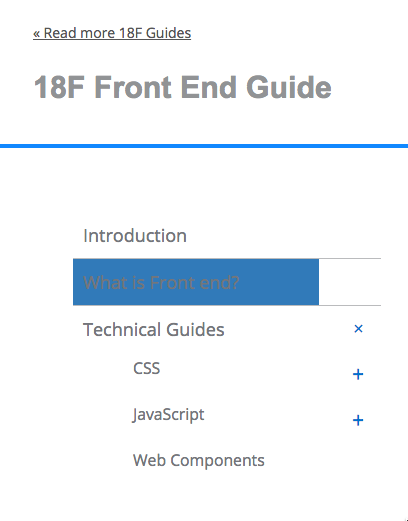 « Read more 18F Guides
18F Front End Guide
Introduction
What is Front end?
Technical Guides ×
CSS +
JavaScript +
Web Components